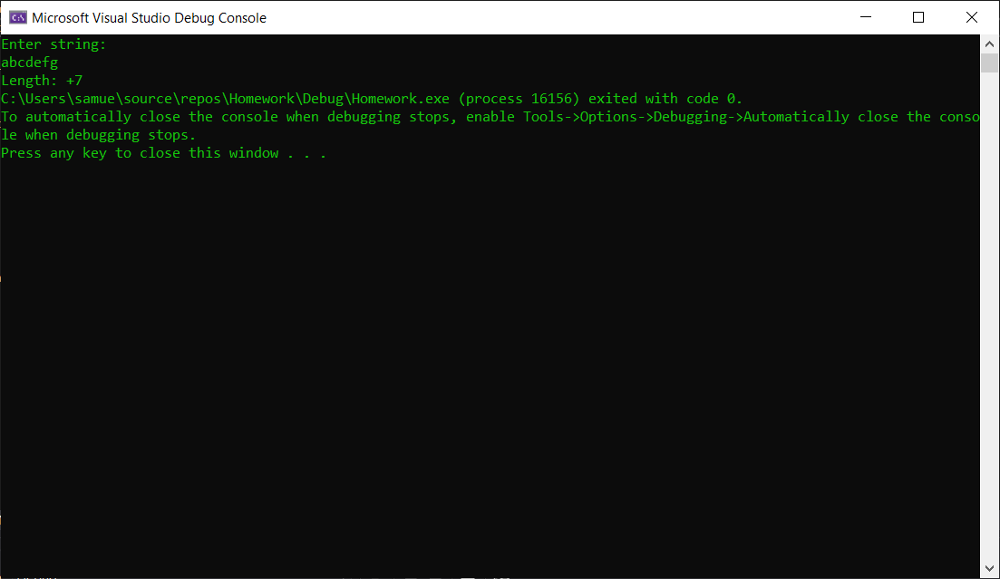 Microsoft Visual Studio Debug Console
Enter string:
abcdefg
Length: +7
C:\Users\samue\source\repos\Homework\Debug\Homework.exe (process 16156) exited with code 0.
To automatically close the console when debugging stops, enable Tools->Options->Debugging->Automatically close the conso
le when debugging stops.
Press any key to close this window . . .